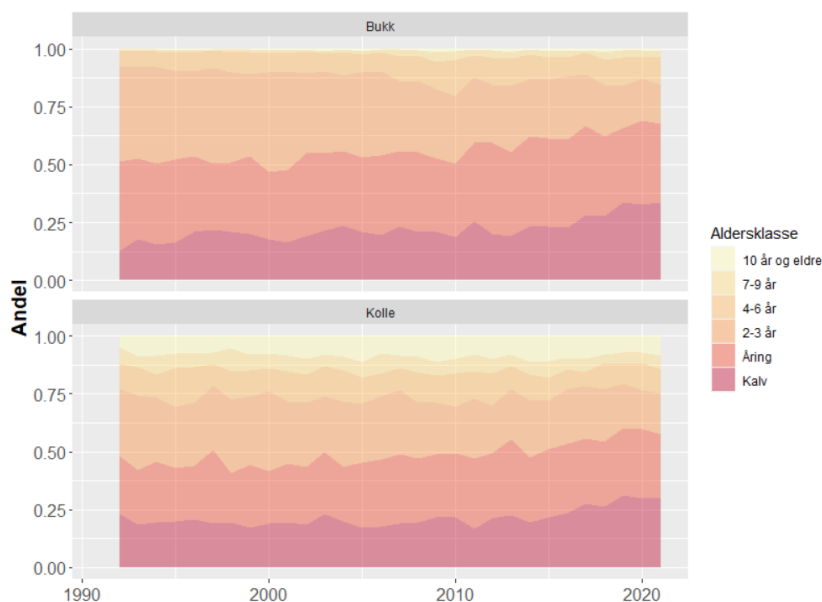 Bukk
1.00
0.75
0.50
0.25
0.00
Andel
Kolle
1.00
0.75
0.50
0.25
0.00
1990
2000
2010
2020
Aldersklasse
10 år og eldre
7-9 år
4-6 år
2-3 år
Åring
Kalv